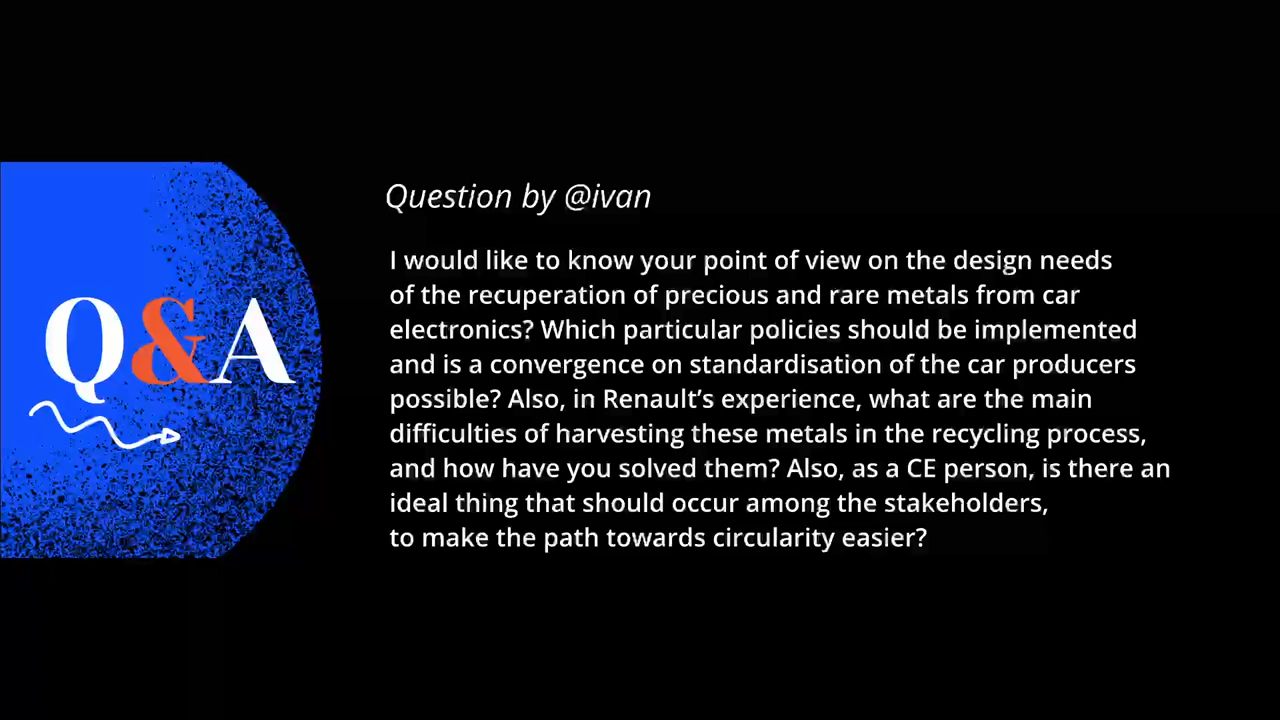 Q&A
Question by @ivan
I would like to know your point of view on the design needs
of the recuperation of precious and rare metals from car
electronics? Which particular policies should be implemented
and is a convergence on standardisation of the car producers
possible? Also, in Renault’s experience, what are the main
difficulties of harvesting these metals in the recycling process,
and how have you solved them? Also, as a CE person, is there an
ideal thing that should occur among the stakeholders,
to make the path towards circularity easier?